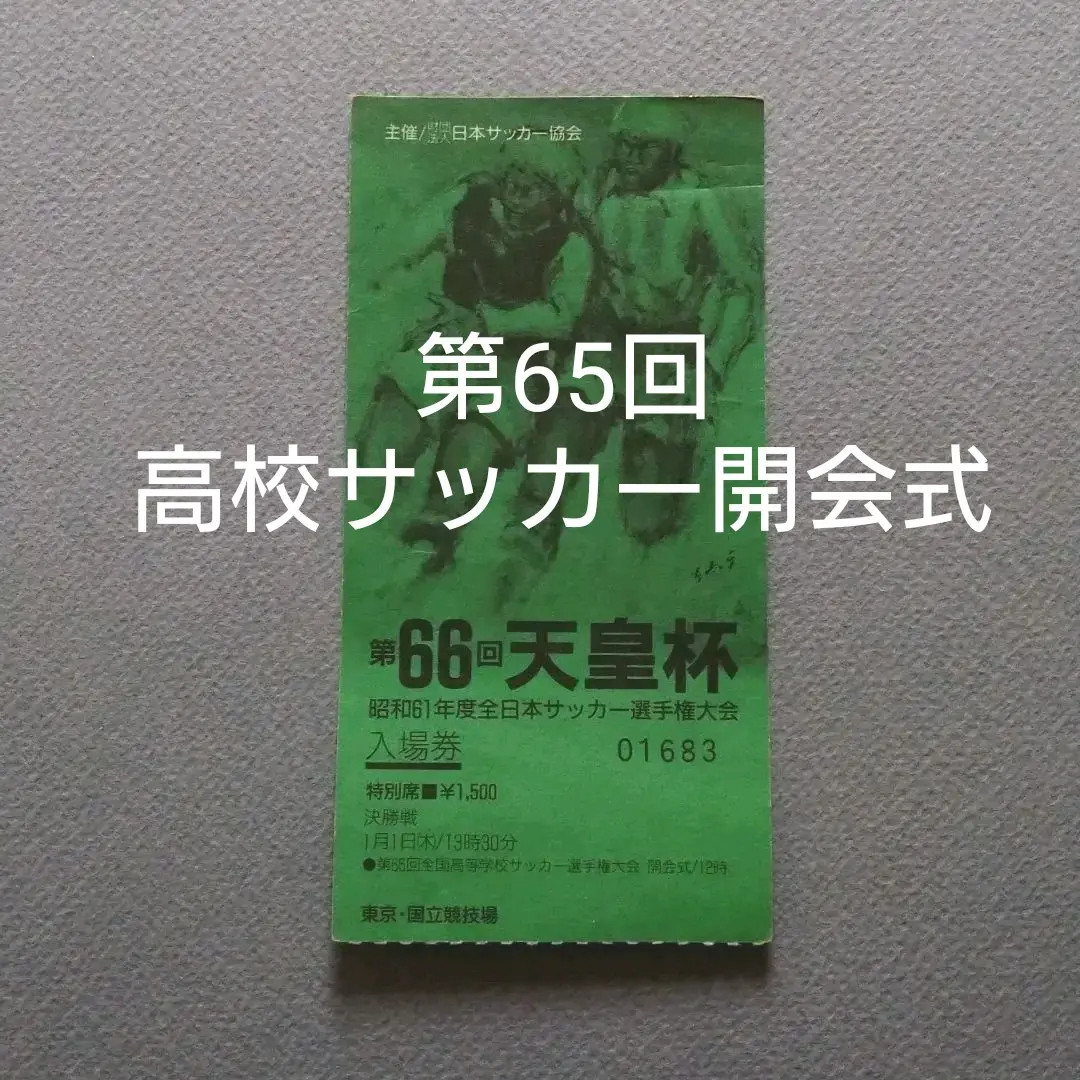 主催/財団法人日本サッカー協会
第65回
高校サッカー開会式
第66回天皇杯
昭和61年度全日本サッカー選手権大会
入場券 01683
特別席■¥1,500
決勝戦
1月1日(木)/13時30分
●第65回全国高等学校サッカー選手権大会 開会式/12時
東京・国立競技場